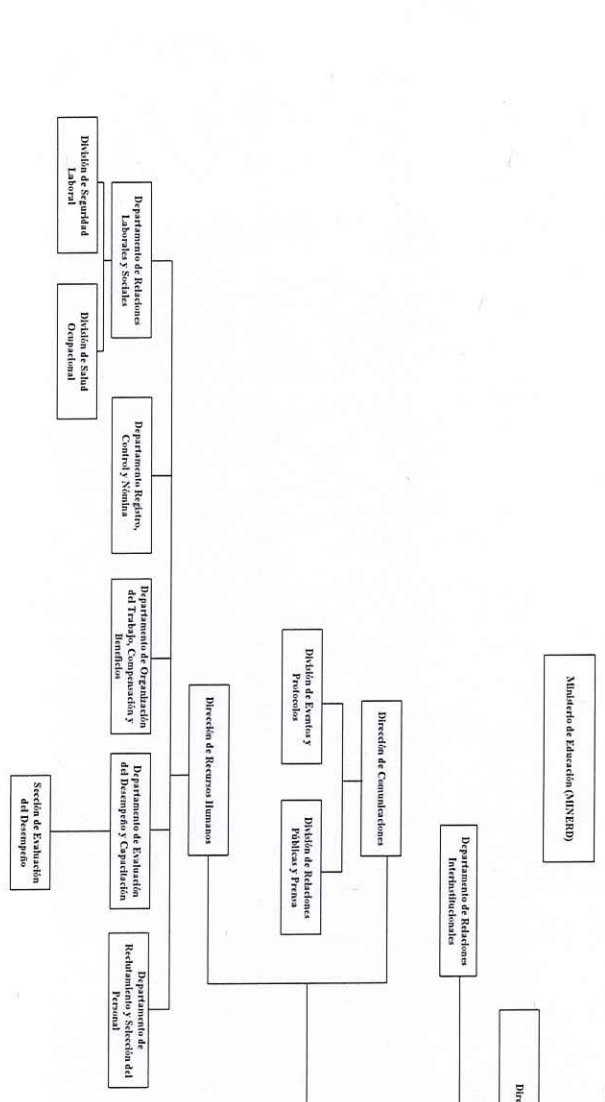 Ministerio de Educación (MINERD)
Departamento de Relaciones
Interinstitucionales
Dirección de Comunicaciones
División de Eventos y
Protocolos
División de Relaciones
Públicas y Prensa
Dirección de Recursos Humanos
Departamento de Relaciones
Laborales y Sociales
Departamento Registro,
Control y Nómina
Departamento de Organización
del Trabajo, Compensación y
Beneficios
Departamento de Evaluación
del Desempeño y Capacitación
Departamento de
Reclutamiento y Selección del
Personal
División de Seguridad
Laboral
División de Salud
Ocupacional
Sección de Evaluación
del Desempeño